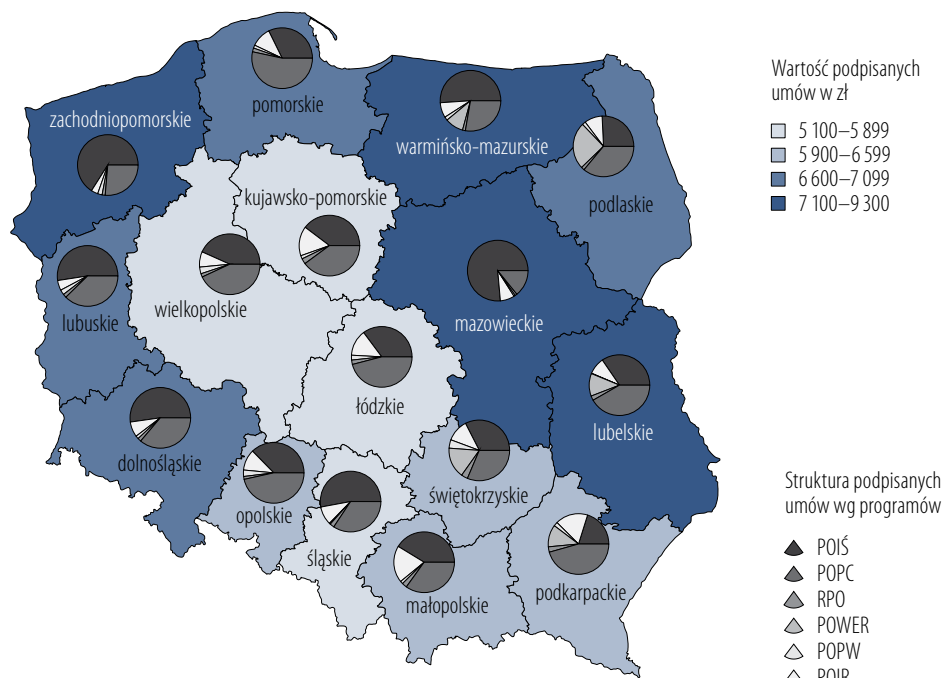 pomorskie
zachodniopomorskie
warmińsko-mazurskie
podlaskie
kujawsko-pomorskie
wielkopolskie
lubuskie
mazowieckie
łódzkie
lubelskie
dolnośląskie
opolskie
świętokrzyskie
śląskie
małopolskie
podkarpackie
Wartość podpisanych
umów w zł
5 100–5 899
5 900–6 599
6 600–7 099
7 100–9 300
Struktura podpisanych
umów wg programów
POIŚ
POPC
RPO
POWER
POPW
POIR